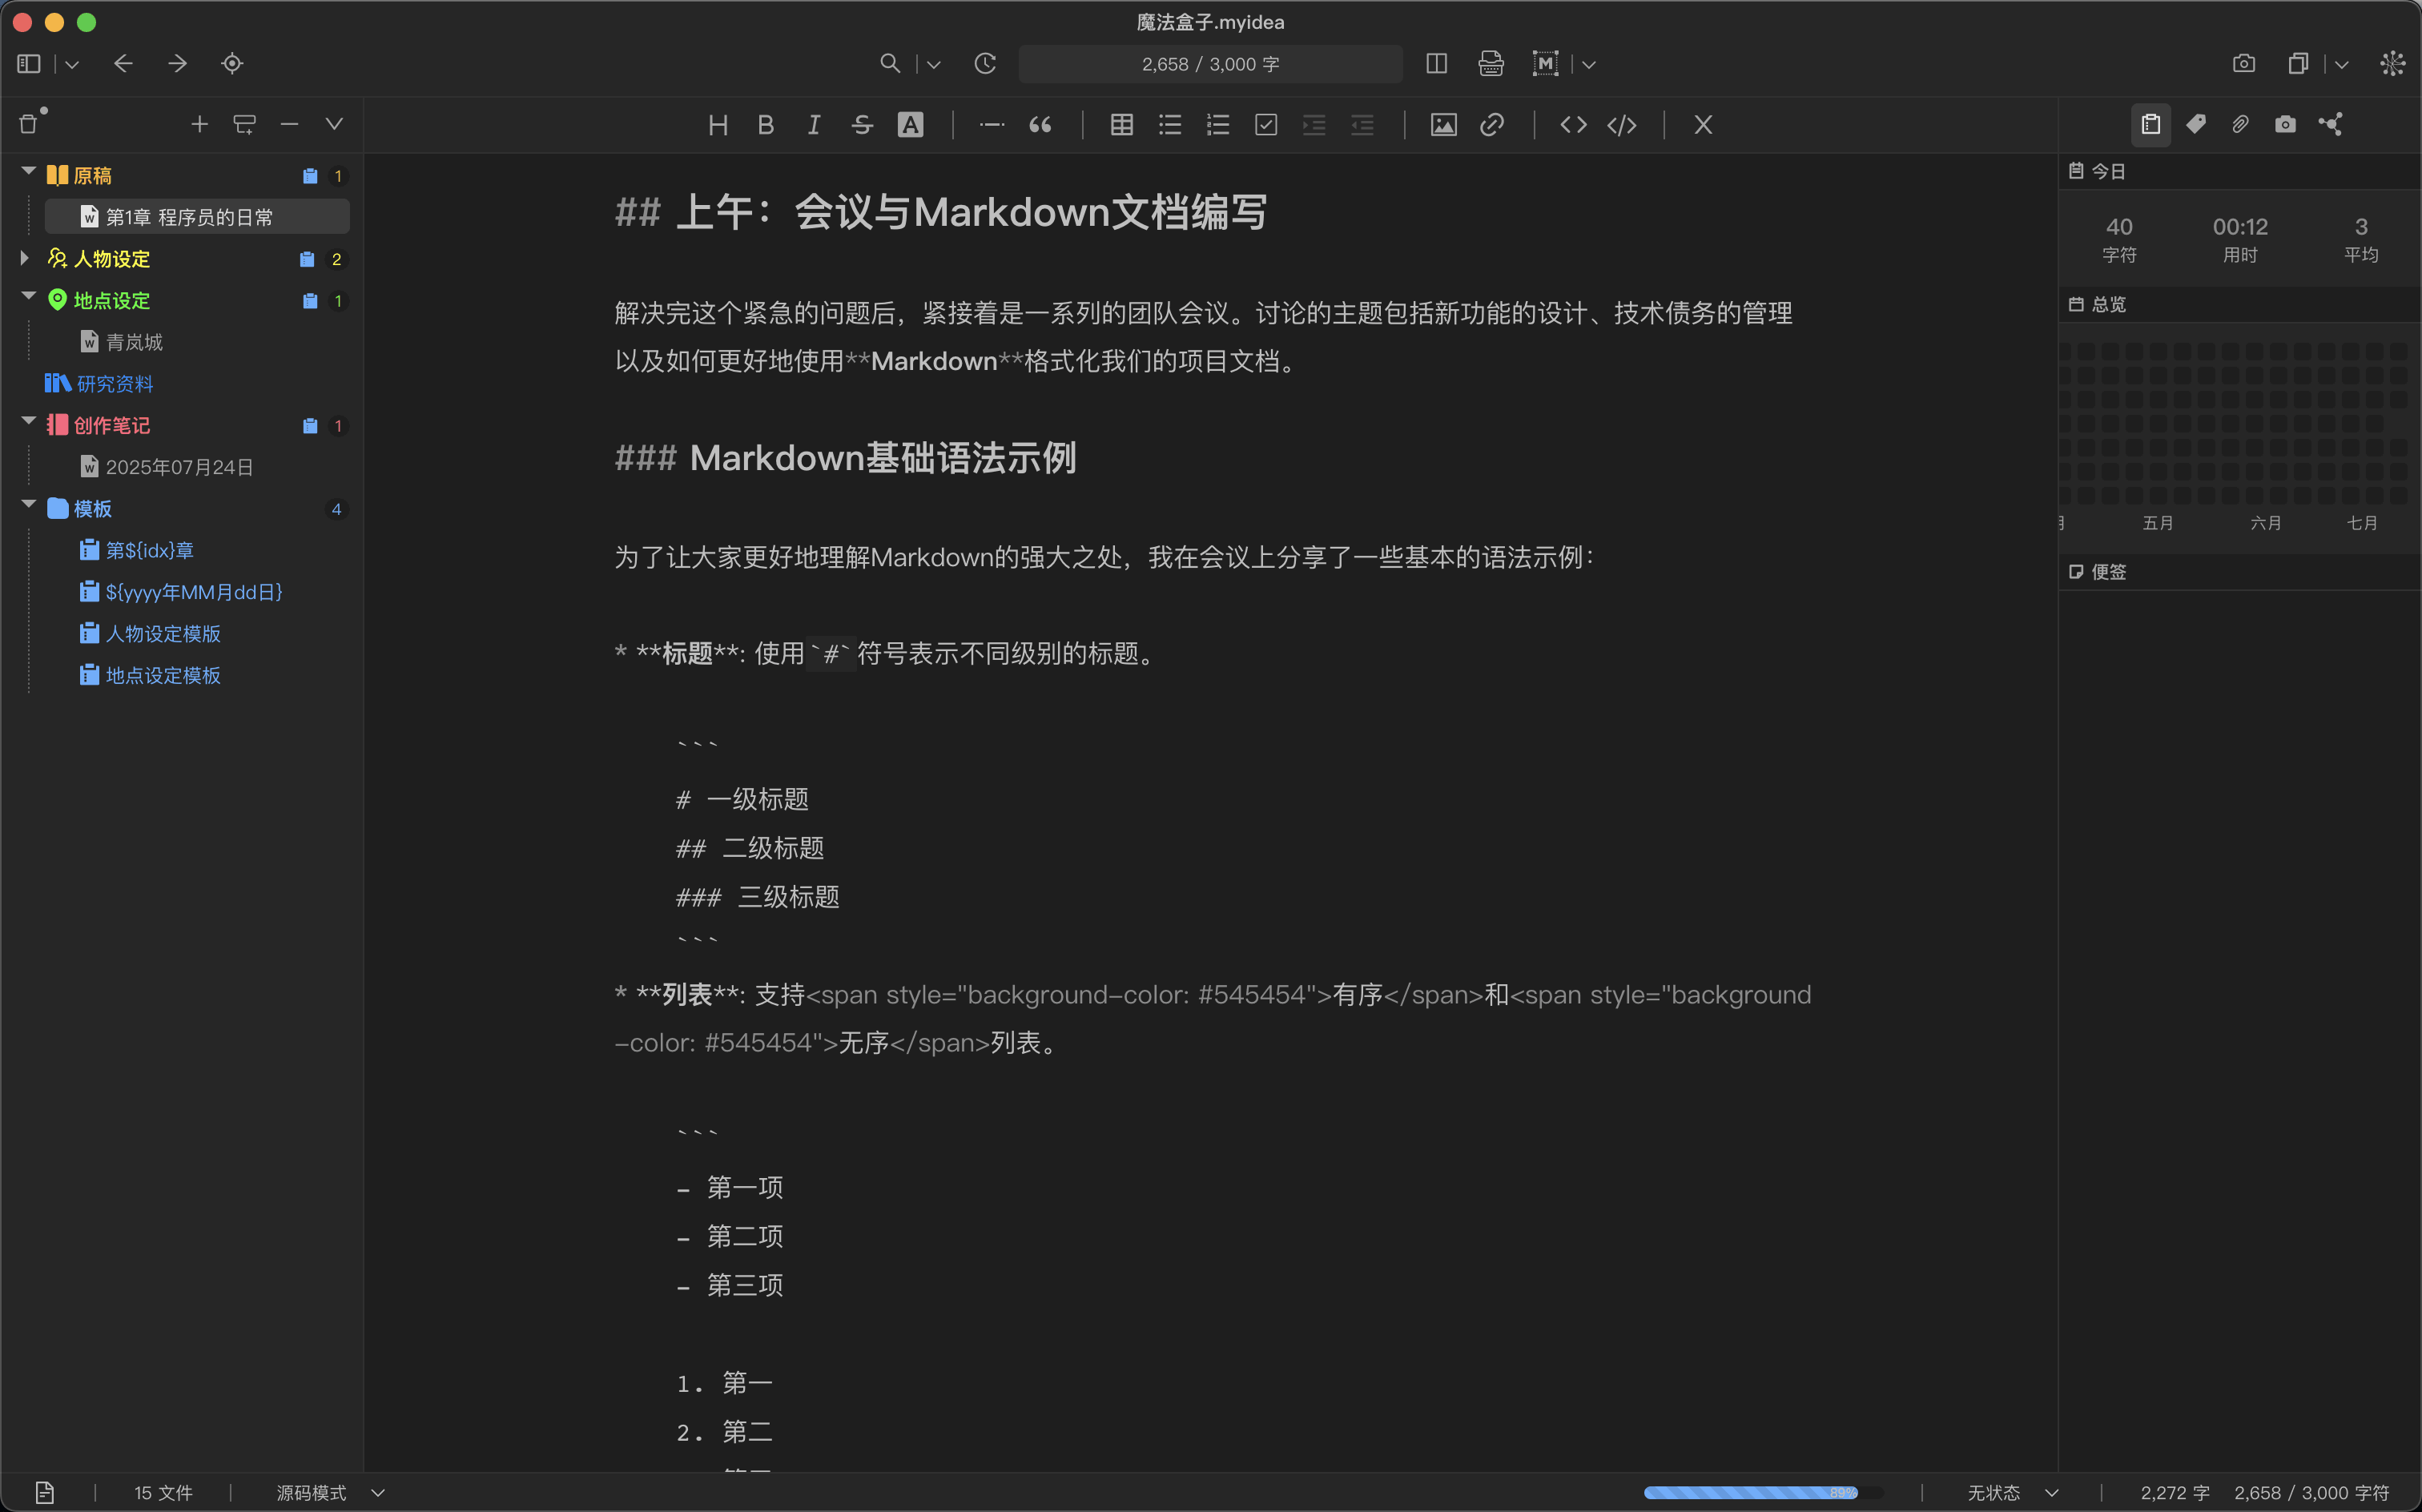 魔法盒子.myidea
2,658 / 3,000 字
原稿 1
第1章 程序员的日常
人物设定 2
地点设定 1
青岚城
研究资料
创作笔记 1
2025年07月24日
模板 4
第${idx}章
${yyyy年MM月dd日}
人物设定模版
地点设定模板
## 上午：会议与Markdown文档编写
解决完这个紧急的问题后，紧接着是一系列的团队会议。讨论的主题包括新功能的设计、技术债务的管理
以及如何更好地使用**Markdown**格式化我们的项目文档。
### Markdown基础语法示例
为了让大家更好地理解Markdown的强大之处，我在会议上分享了一些基本的语法示例：
* **标题**: 使用`#`符号表示不同级别的标题。
```
# 一级标题
## 二级标题
### 三级标题
```
* **列表**: 支持<span style="background-color: #545454">有序</span>和<span style="background
-color: #545454">无序</span>列表。
```
- 第一项
- 第二项
- 第三项
1. 第一
2. 第二
今日
40 00:12 3
字符 用时 平均
总览
五月 六月 七月
便签
15 文件
源码模式
89%
无状态
2,272 字
2,658 / 3,000 字符